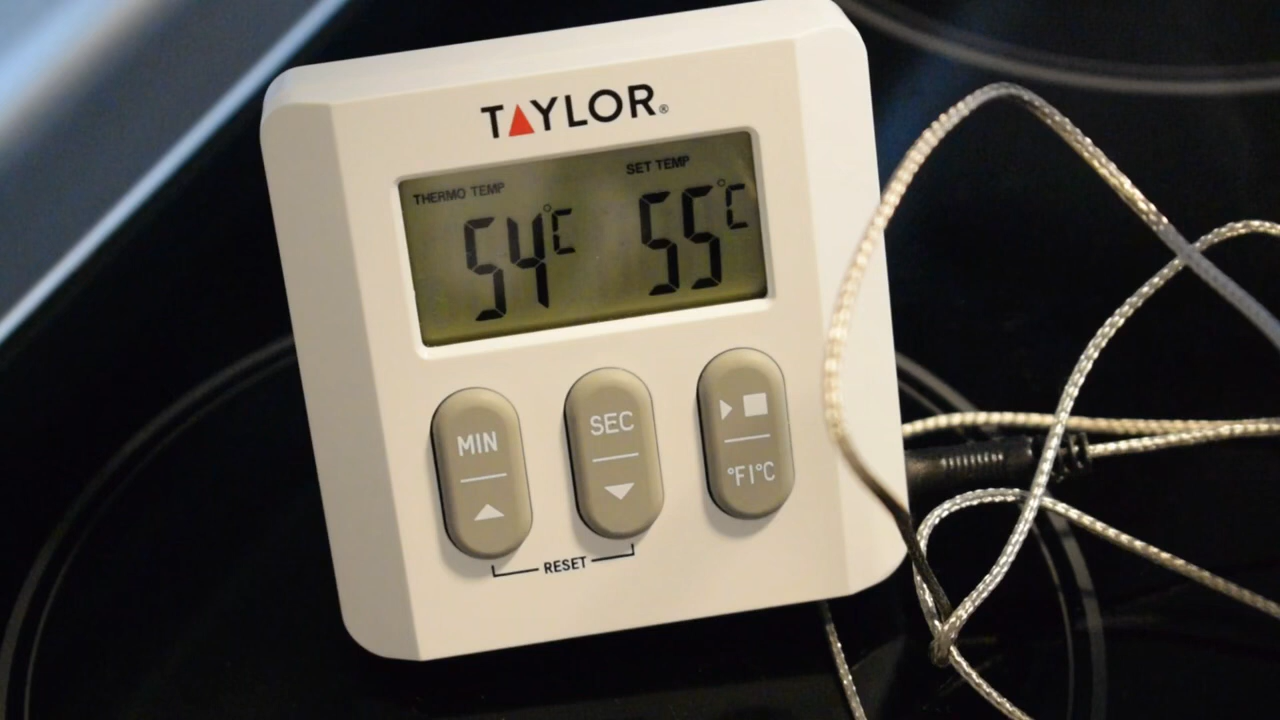 TAYLOR®
THERMO TEMP
SET TEMP
54°C
55°C
MIN
SEC
°F|°C
RESET